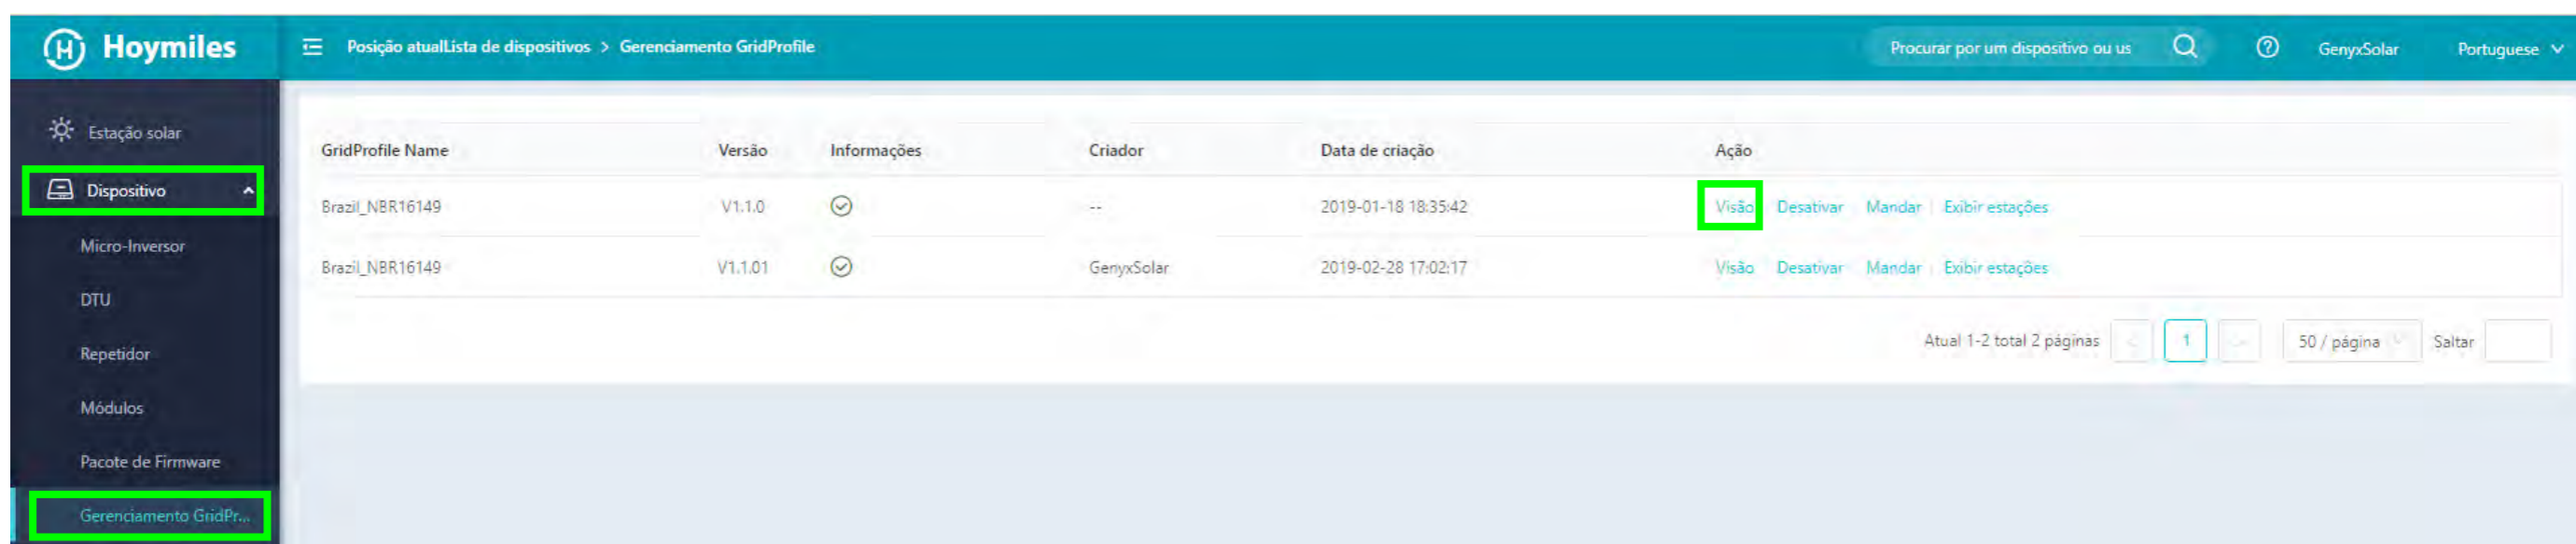 Hoymiles
Posição atualLista de dispositivos > Gerenciamento GridProfile
Procurar por um dispositivo ou us
GenyxSolar
Portuguese
Estação solar
Dispositivo
Micro-Inversor
DTU
Repetidor
Módulos
Pacote de Firmware
Gerenciamento GridPr...
GridProfile Name Versão Informações Criador Data de criação Ação
Brazil_NBR16149 V1.1.0 -- 2019-01-18 18:35:42 Visão Desativar Mandar Exibir estações
Brazil_NBR16149 V1.1.01 GenyxSolar 2019-02-28 17:02:17 Visão Desativar Mandar Exibir estações
Atual 1-2 total 2 páginas < 1 > 50 / página Saltar